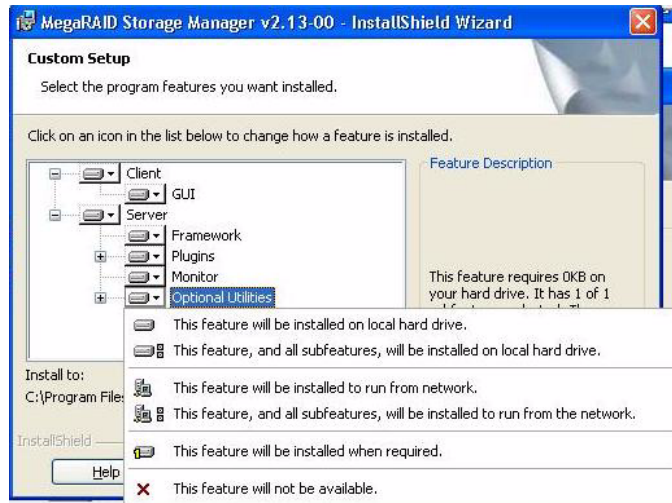 MegaRAID Storage Manager v2.13-00 - InstallShield Wizard
Custom Setup
Select the program features you want installed.
Click on an icon in the list below to change how a feature is installed.
Client
GUI
Server
Framework
Plugins
Monitor
Optional Utilities
Feature Description
This feature requires 0KB on
your hard drive. It has 1 of 1
This feature will be installed on local hard drive.
This feature, and all subfeatures, will be installed on local hard drive.
This feature will be installed to run from network.
This feature, and all subfeatures, will be installed to run from the network.
This feature will be installed when required.
This feature will not be available.
Install to:
C:\Program Files
InstallShield
Help